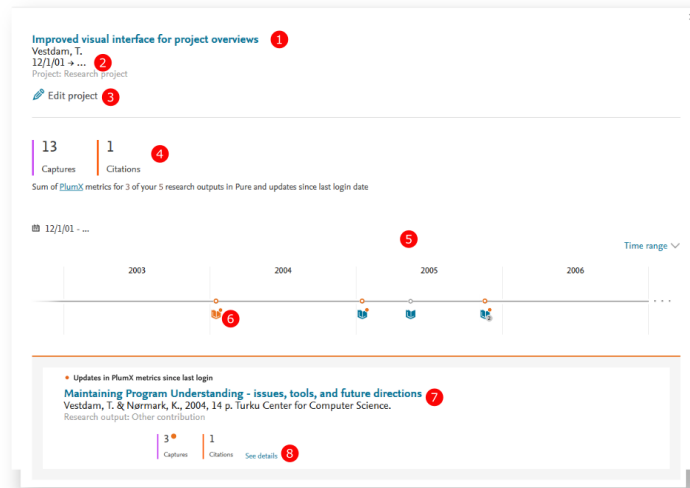 Improved visual interface for project overviews 1
Vestdam, T.
12/1/01 → ... 2
Project: Research project
Edit project 3
13 1 4
Captures Citations
Sum of PlumX metrics for 3 of your 5 research outputs in Pure and updates since last login date
12/1/01 - ...
5
Time range
2003 2004 2005 2006
...
6
• Updates in PlumX metrics since last login
Maintaining Program Understanding - issues, tools, and future directions 7
Vestdam, T. & Nørmark, K., 2004, 14 p. Turku Center for Computer Science.
Research output: Other contribution
3 1
Captures Citations See details 8